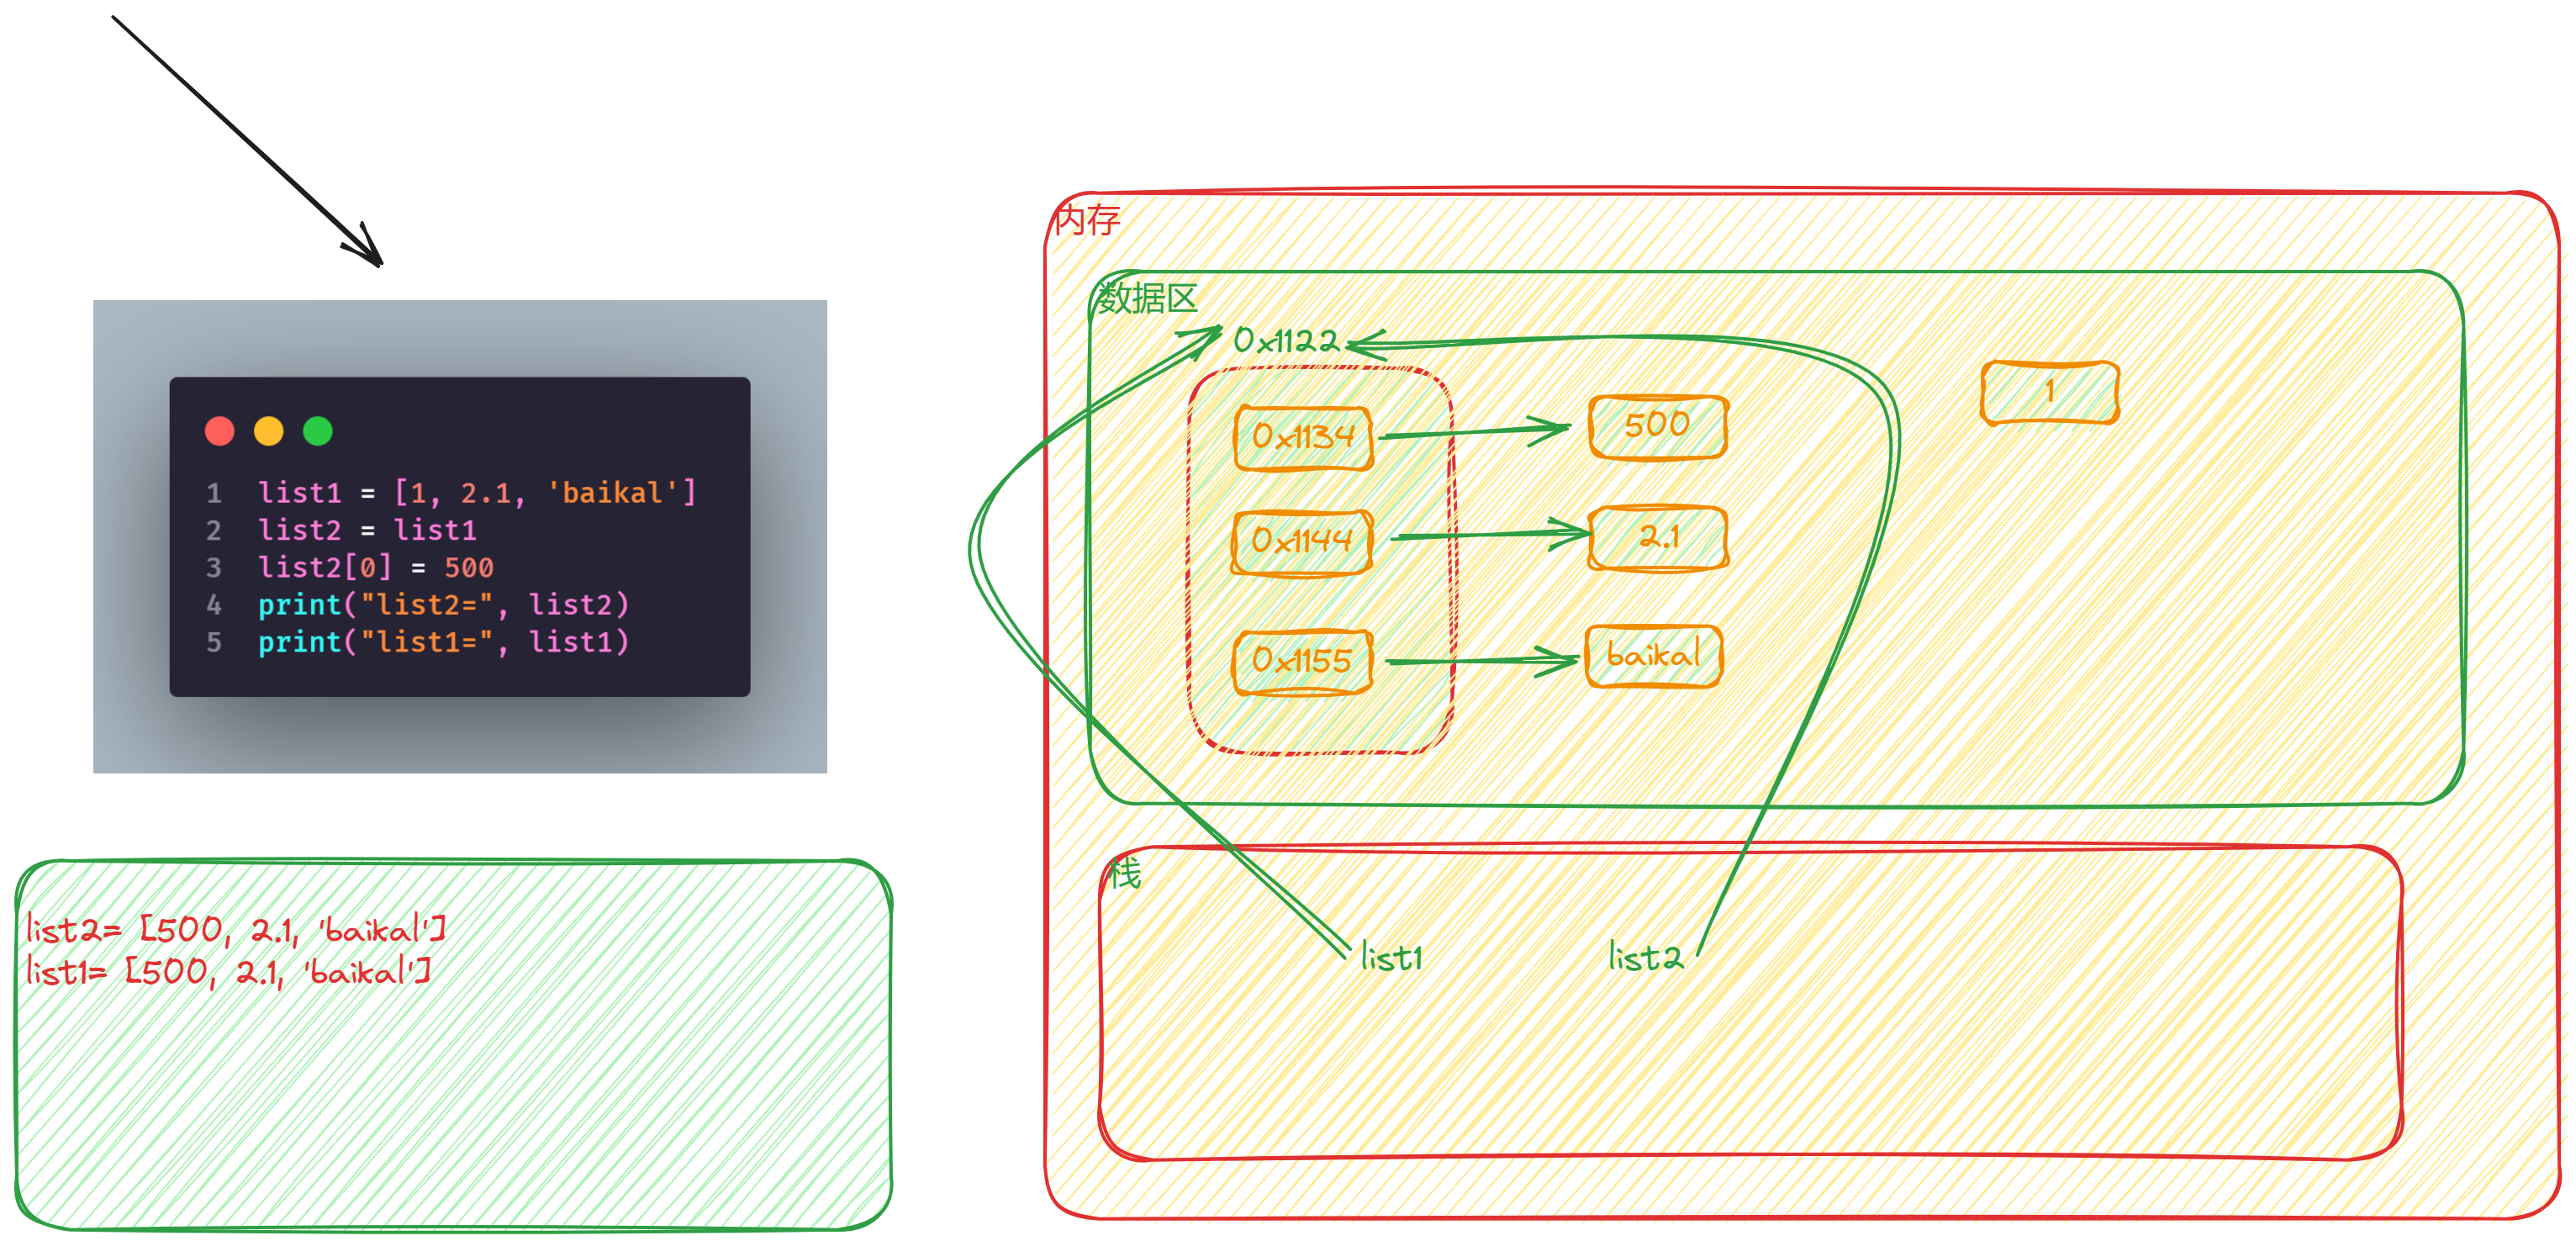 1 list1 = [1, 2.1, 'baikal']
2 list2 = list1
3 list2[0] = 500
4 print("list2=", list2)
5 print("list1=", list1)
list2= [500, 2.1, 'baikal']
list1= [500, 2.1, 'baikal']
内存
数据区
0x1122
0x1134
500
1
0x1144
2.1
0x1155
baikal
栈
list1
list2